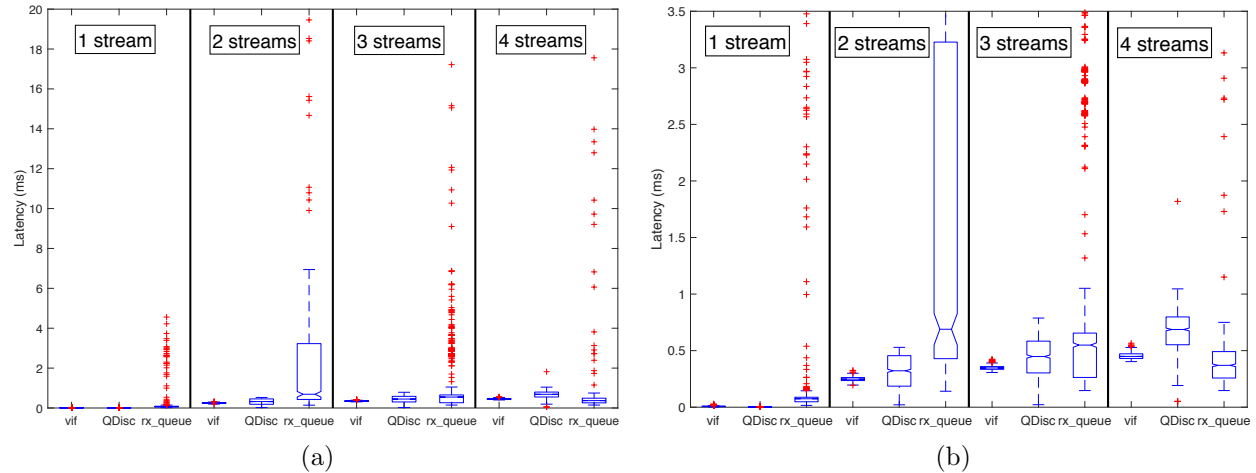 20
18
16
14
12
10
8
6
4
2
0
Latency (ms)
1 stream
2 streams
3 streams
4 streams
vif QDisc rx_queue vif QDisc rx_queue vif QDisc rx_queue vif QDisc rx_queue
(a)
3.5
3
2.5
2
1.5
1
0.5
0
Latency (ms)
1 stream
2 streams
3 streams
4 streams
vif QDisc rx_queue vif QDisc rx_queue vif QDisc rx_queue vif QDisc rx_queue
(b)